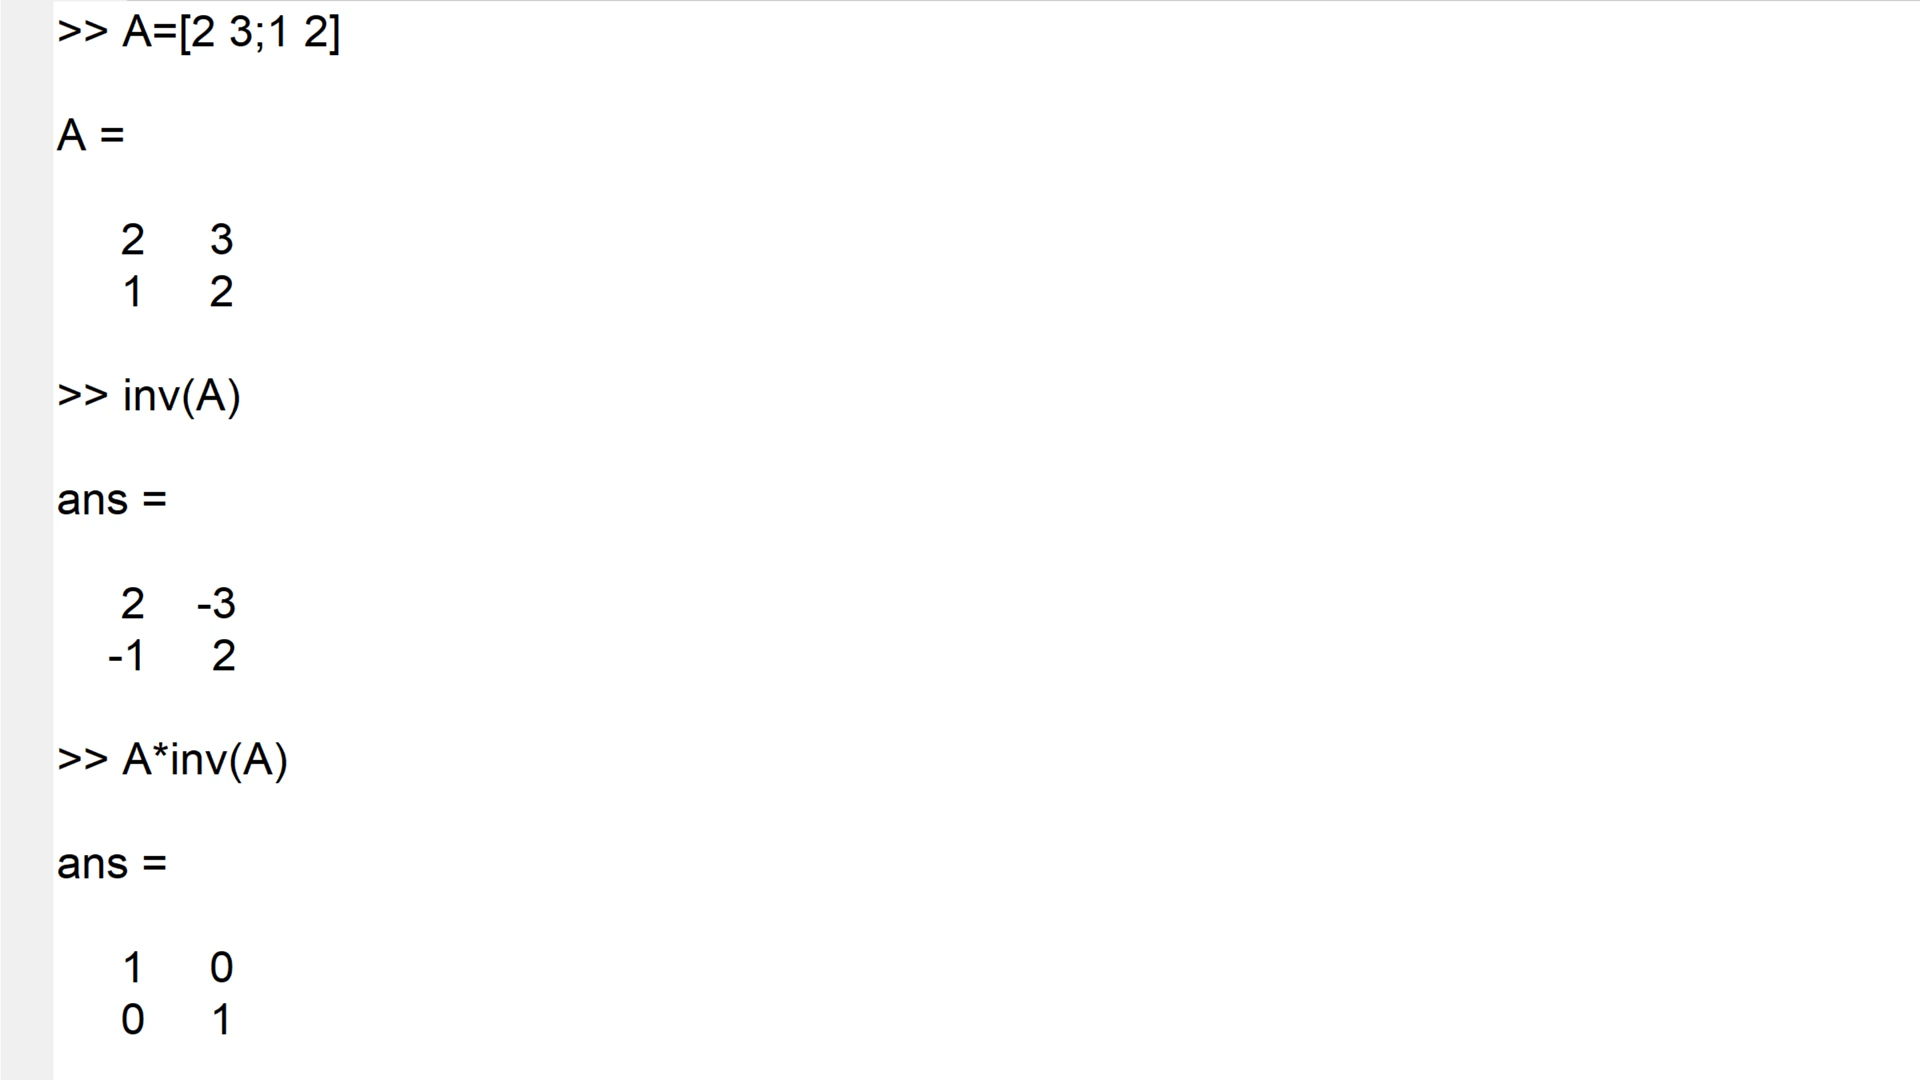 >> A=[2 3;1 2]
A =
2 3
1 2
>> inv(A)
ans =
2 -3
-1 2
>> A*inv(A)
ans =
1 0
0 1